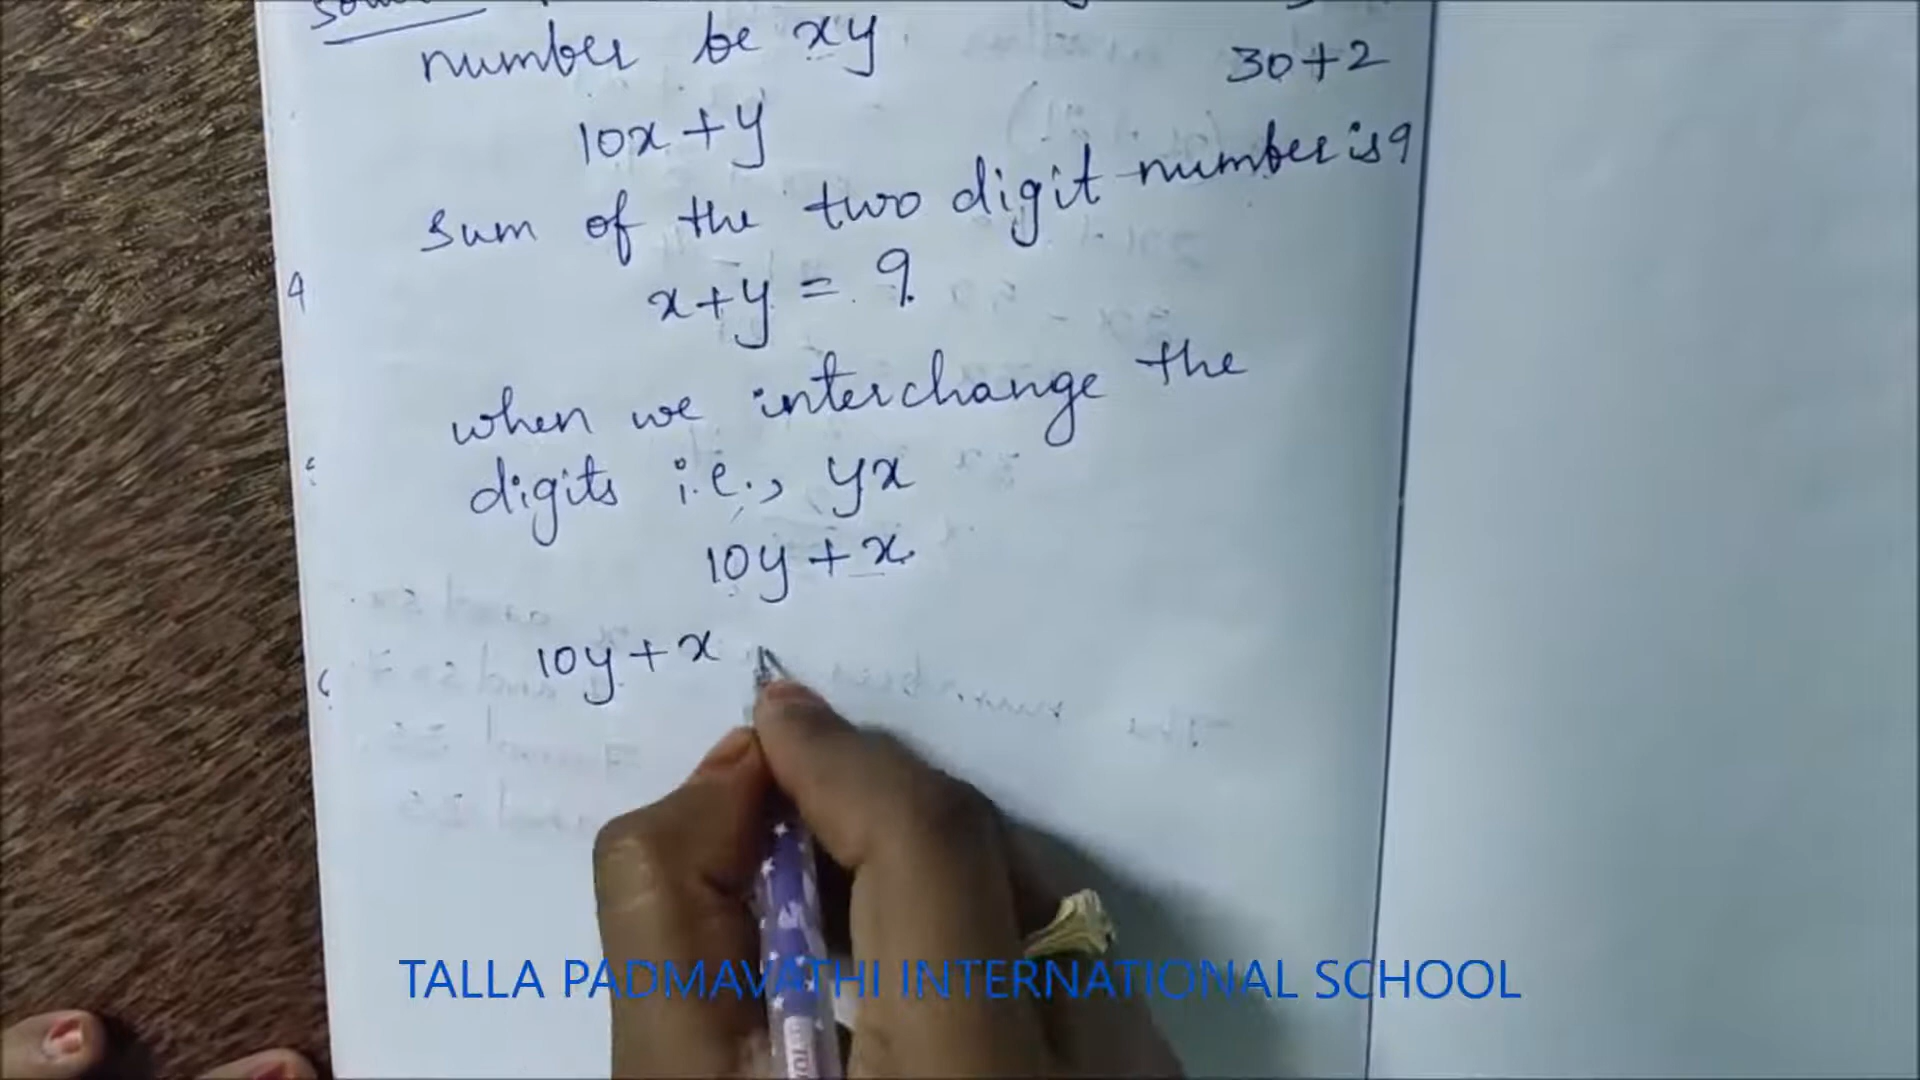 number be xy
30+2
10x+y
sum of the two digit number is 9
x+y = 9
when we interchange the
digits i.e., yx
10y+x
10y+x
TALLA PADMAVATHI INTERNATIONAL SCHOOL